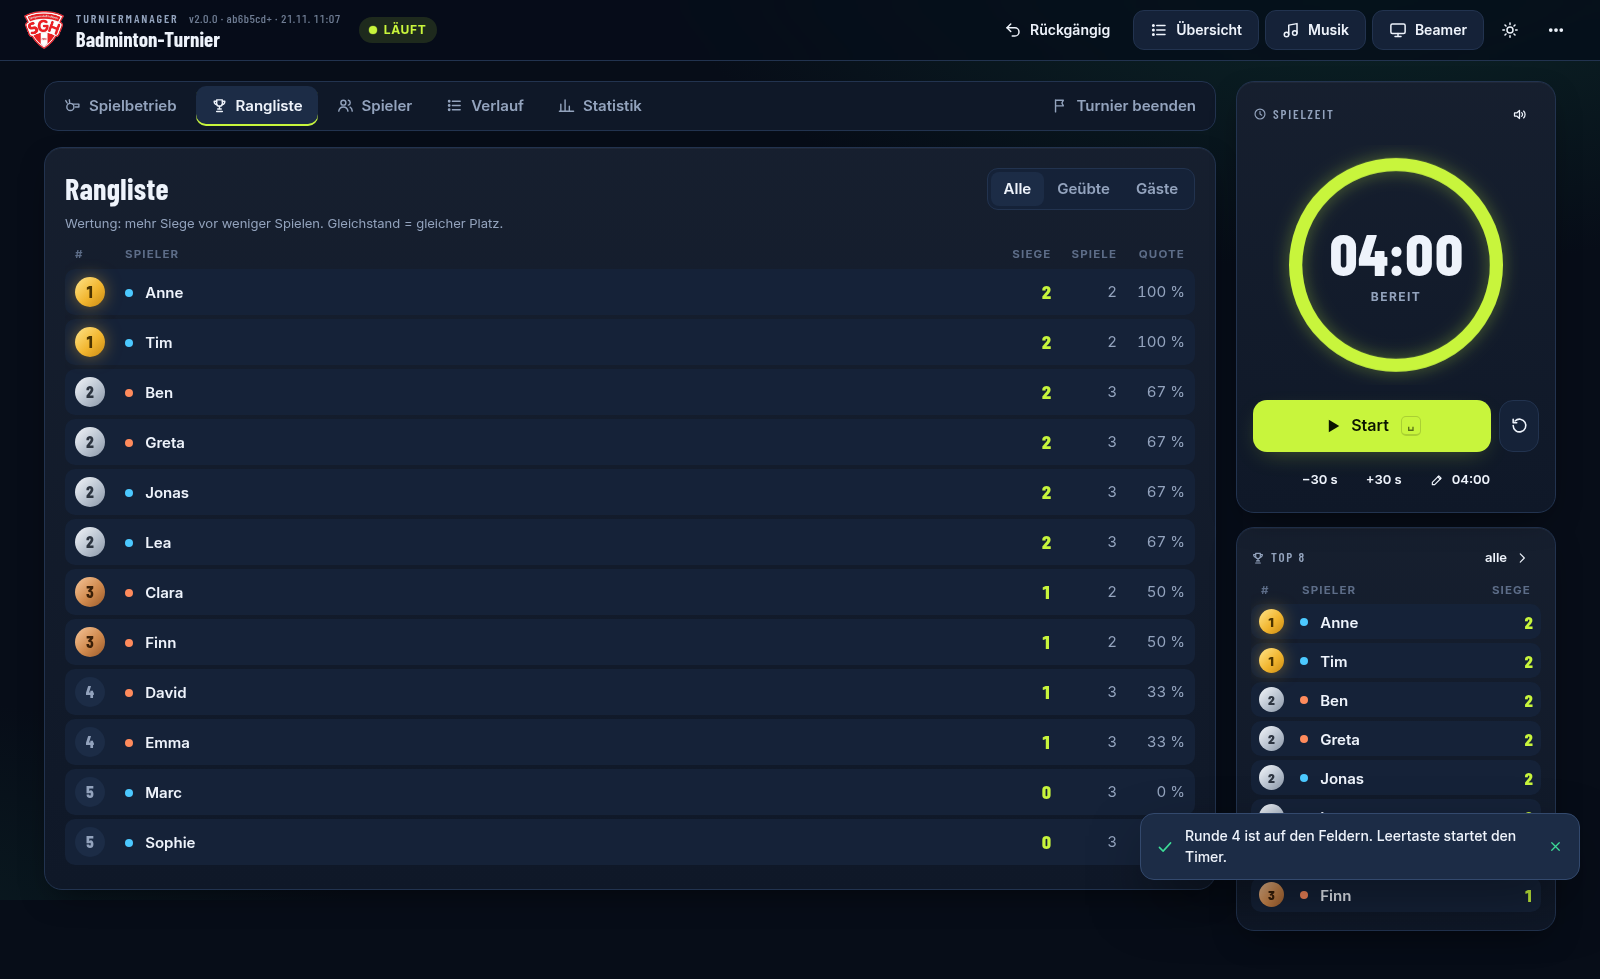 SGH
TURNIERMANAGER v2.0.0 · ab6b5cd+ · 21.11. 11:07
Badminton-Turnier
LÄUFT
Rückgängig
Übersicht
Musik
Beamer
Spielbetrieb
Rangliste
Spieler
Verlauf
Statistik
Turnier beenden
Rangliste
Alle Geübte Gäste
Wertung: mehr Siege vor weniger Spielen. Gleichstand = gleicher Platz.
# SPIELER SIEGE SPIELE QUOTE
1 Anne 2 2 100 %
1 Tim 2 2 100 %
2 Ben 2 3 67 %
2 Greta 2 3 67 %
2 Jonas 2 3 67 %
2 Lea 2 3 67 %
3 Clara 1 2 50 %
3 Finn 1 2 50 %
4 David 1 3 33 %
4 Emma 1 3 33 %
5 Marc 0 3 0 %
5 Sophie 0 3
SPIELZEIT
04:00
BEREIT
Start ␣
−30 s +30 s 04:00
TOP 8 alle
# SPIELER SIEGE
1 Anne 2
1 Tim 2
2 Ben 2
2 Greta 2
2 Jonas 2
Runde 4 ist auf den Feldern. Leertaste startet den
Timer.
3 Finn 1